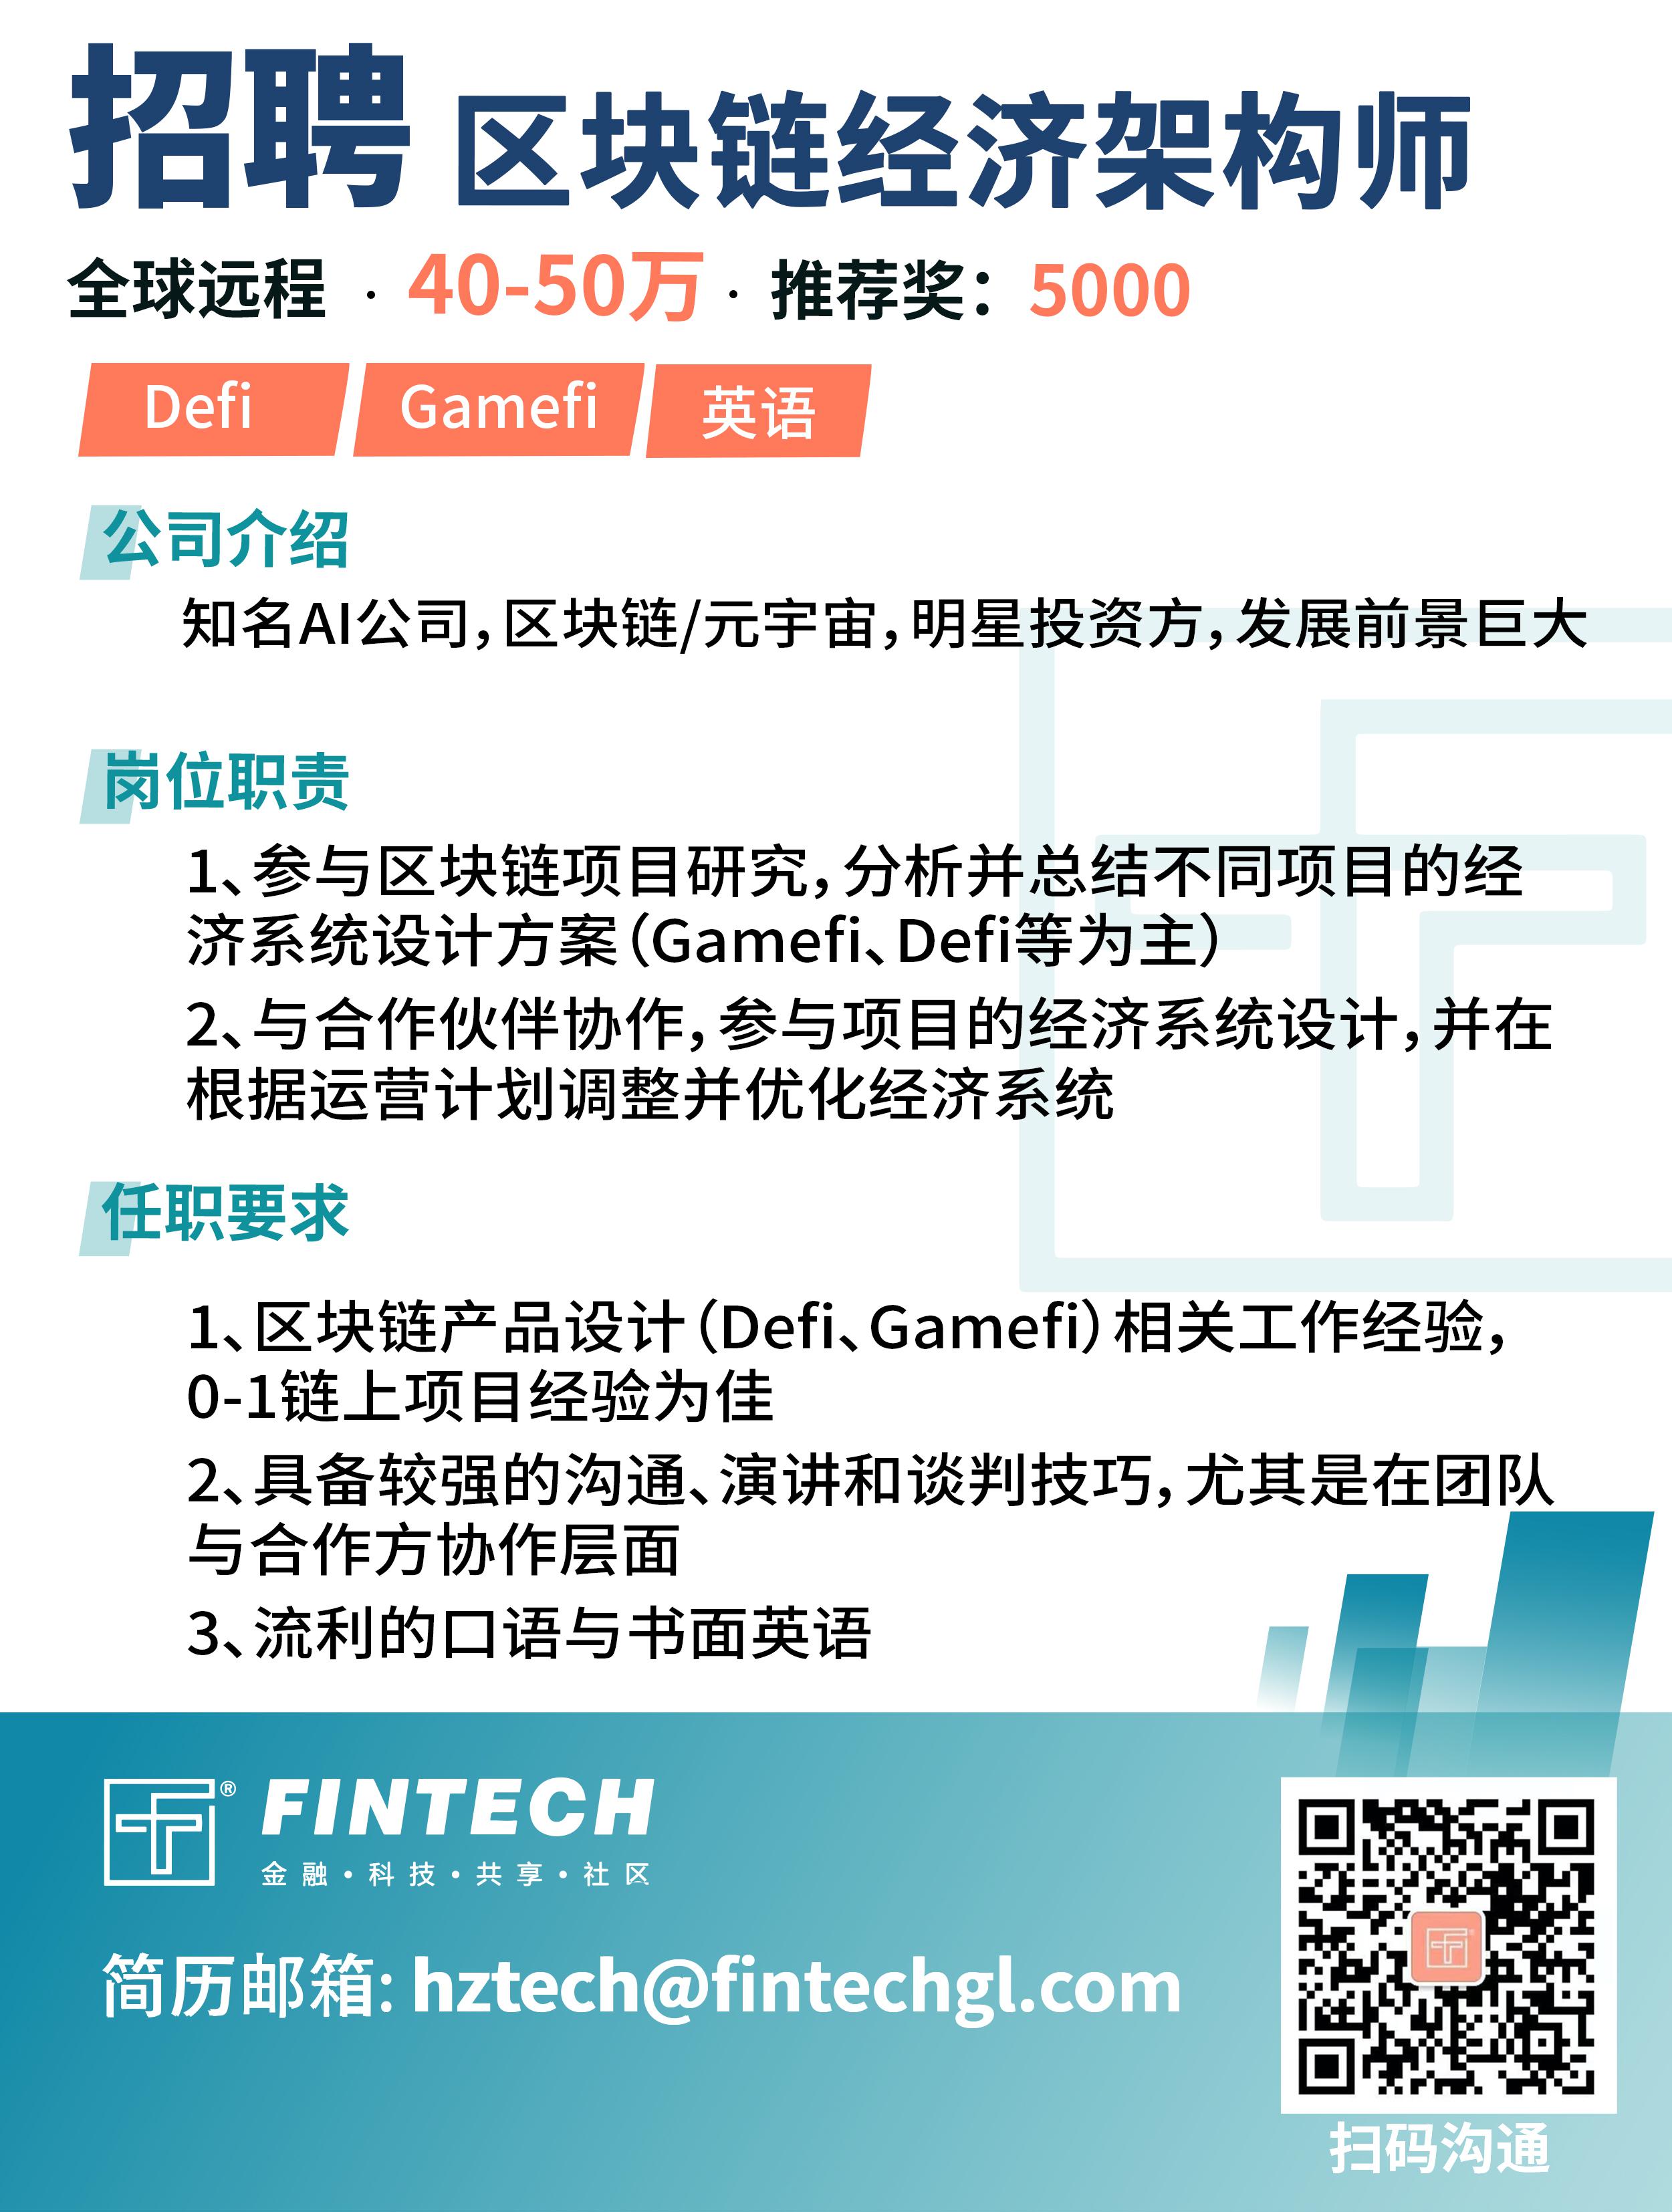 招聘 区块链经济架构师
全球远程 · 40-50万 · 推荐奖：5000
Defi Gamefi 英语
公司介绍
知名AI公司，区块链/元宇宙，明星投资方，发展前景巨大
岗位职责
1、参与区块链项目研究，分析并总结不同项目的经
济系统设计方案（Gamefi、Defi等为主）
2、与合作伙伴协作，参与项目的经济系统设计，并在
根据运营计划调整并优化经济系统
任职要求
1、区块链产品设计（Defi、Gamefi）相关工作经验，
0-1链上项目经验为佳
2、具备较强的沟通、演讲和谈判技巧，尤其是在团队
与合作方协作层面
3、流利的口语与书面英语
® FINTECH
金融·科技·共享·社区
简历邮箱: hztech@fintechgl.com
扫码沟通